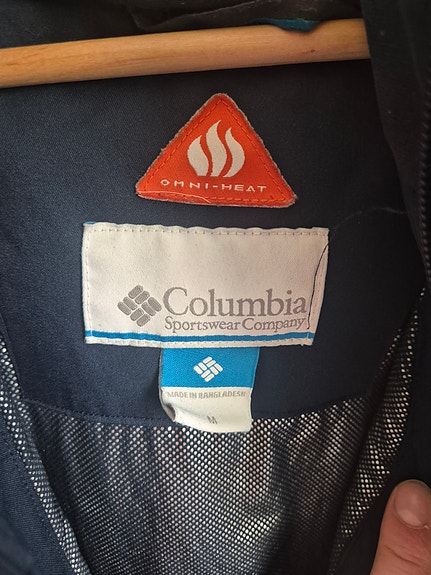 OMNI-HEAT
Columbia
Sportswear Company
MADE IN BANGLADESH
M